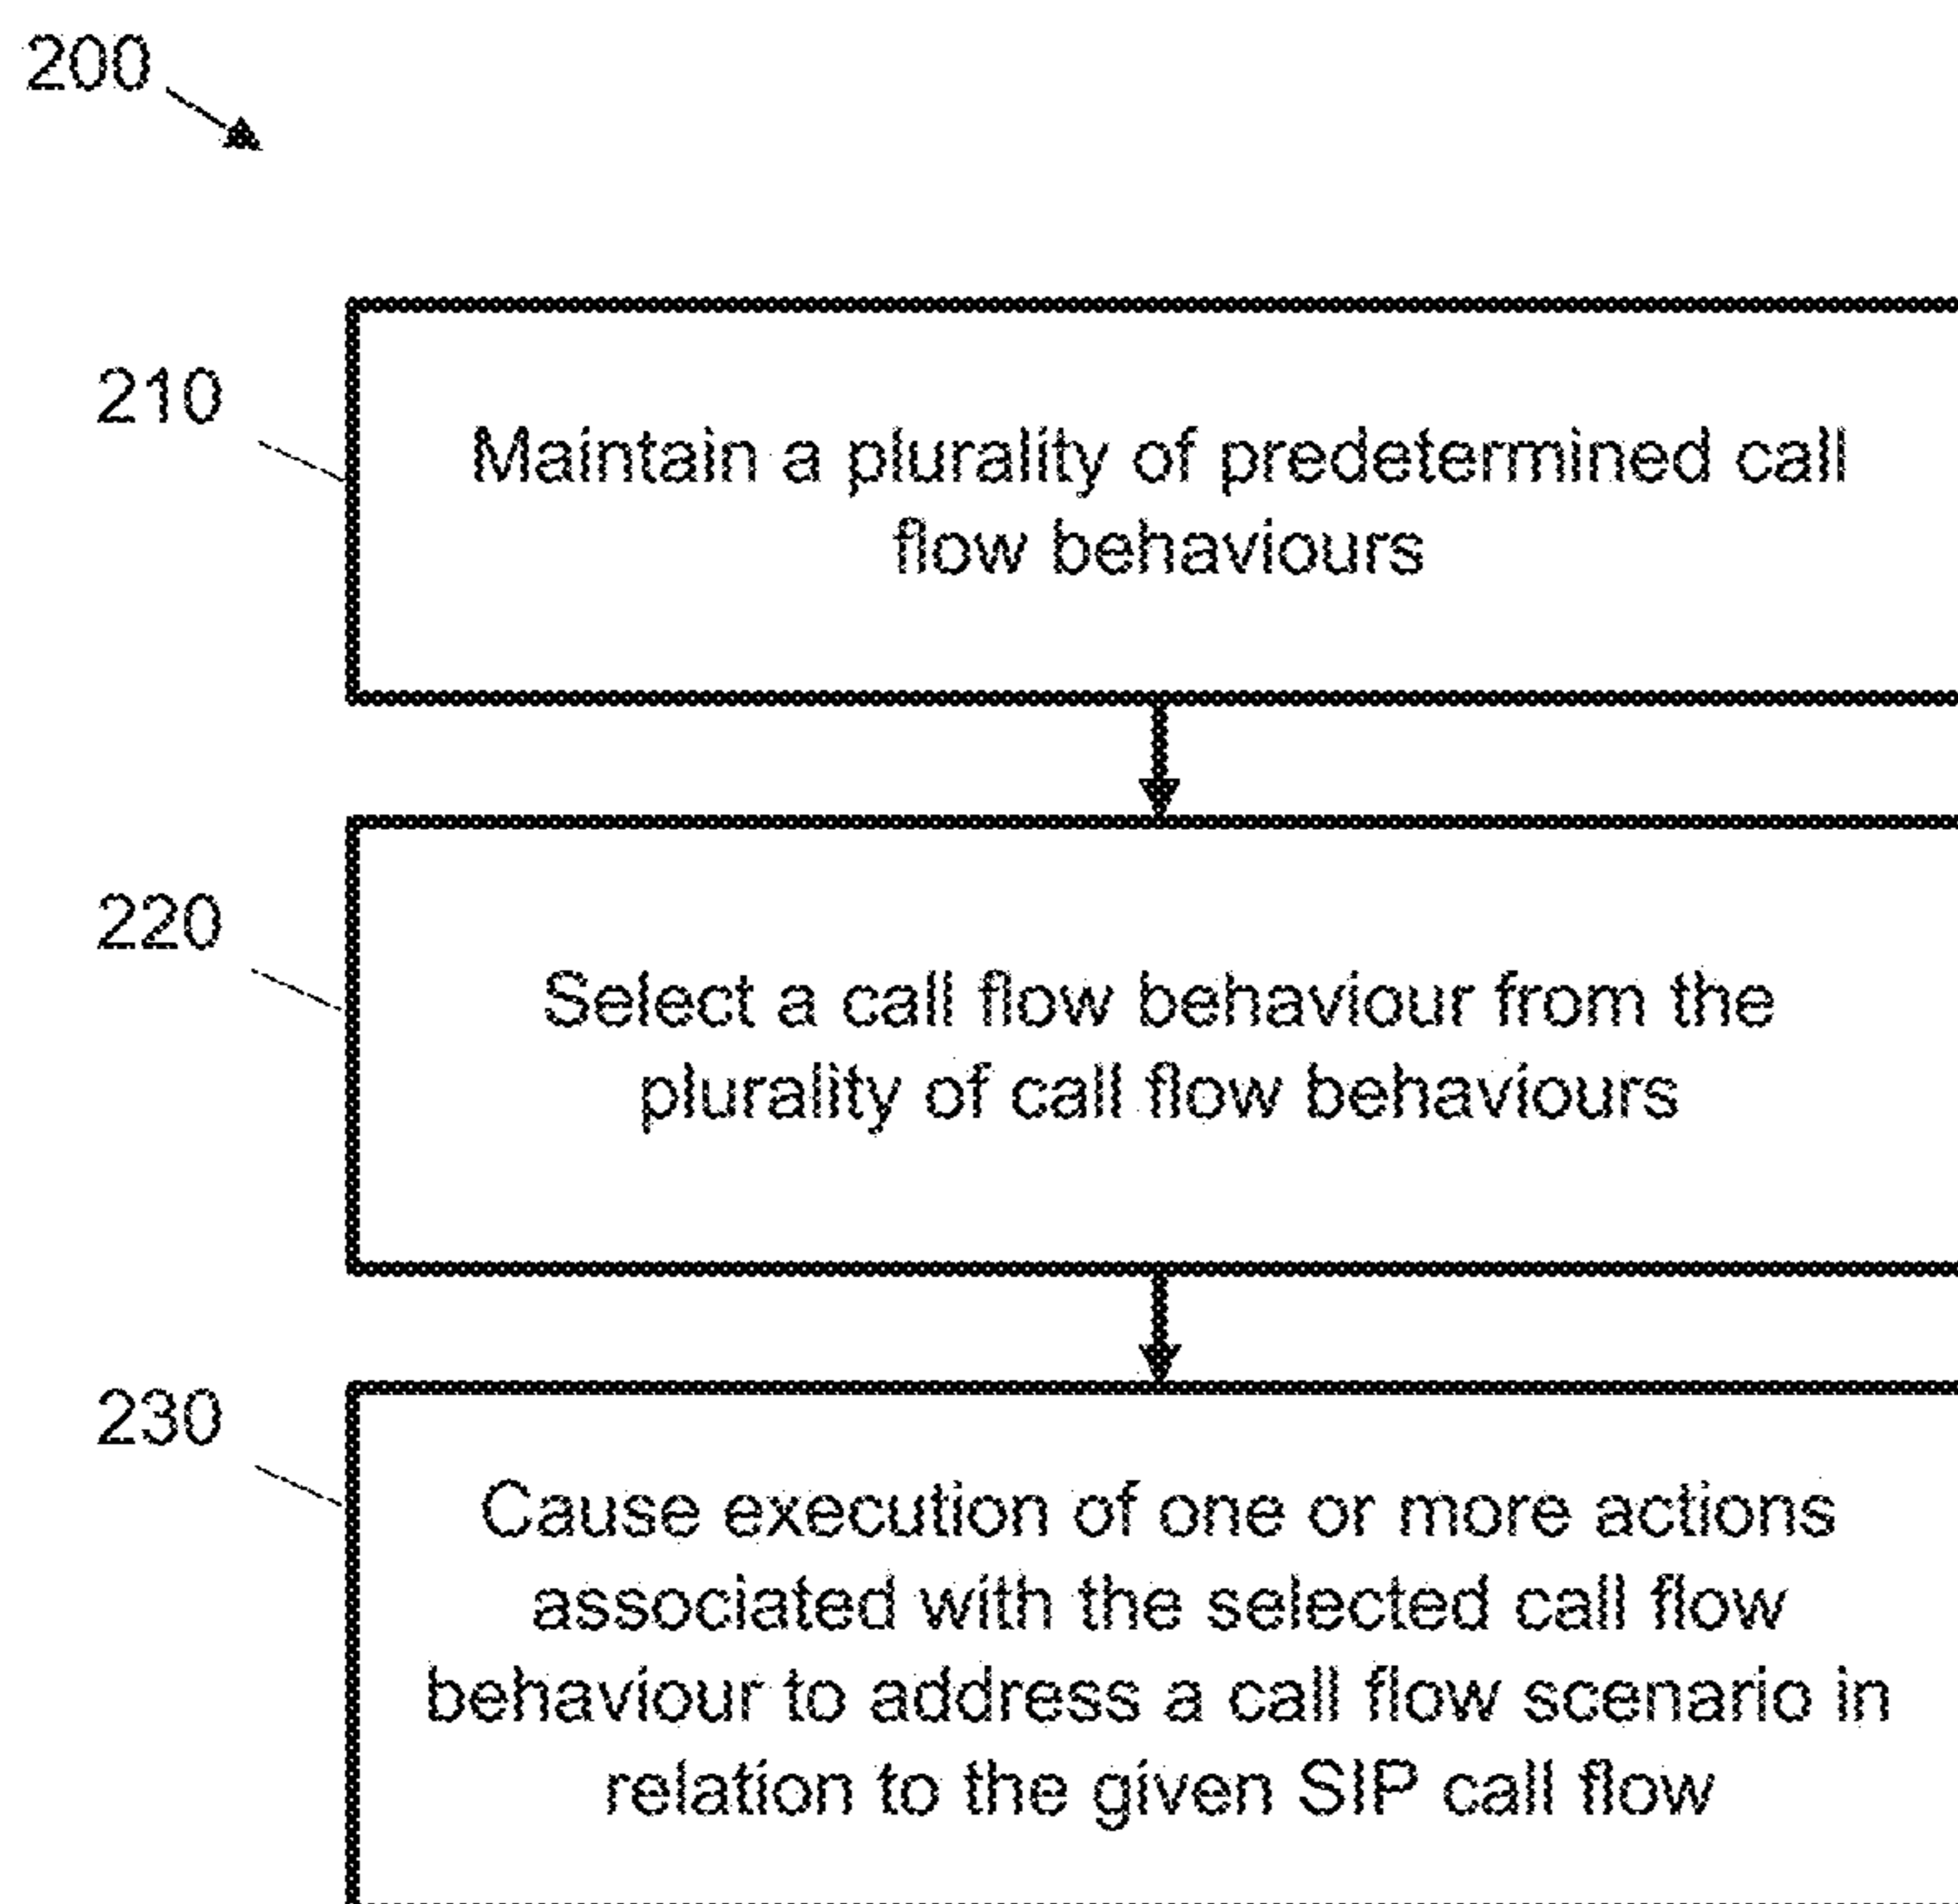 200
210
Maintain a plurality of predetermined call
flow behaviours
220
Select a call flow behaviour from the
plurality of call flow behaviours
230
Cause execution of one or more actions
associated with the selected call flow
behaviour to address a call flow scenario in
relation to the given SIP call flow